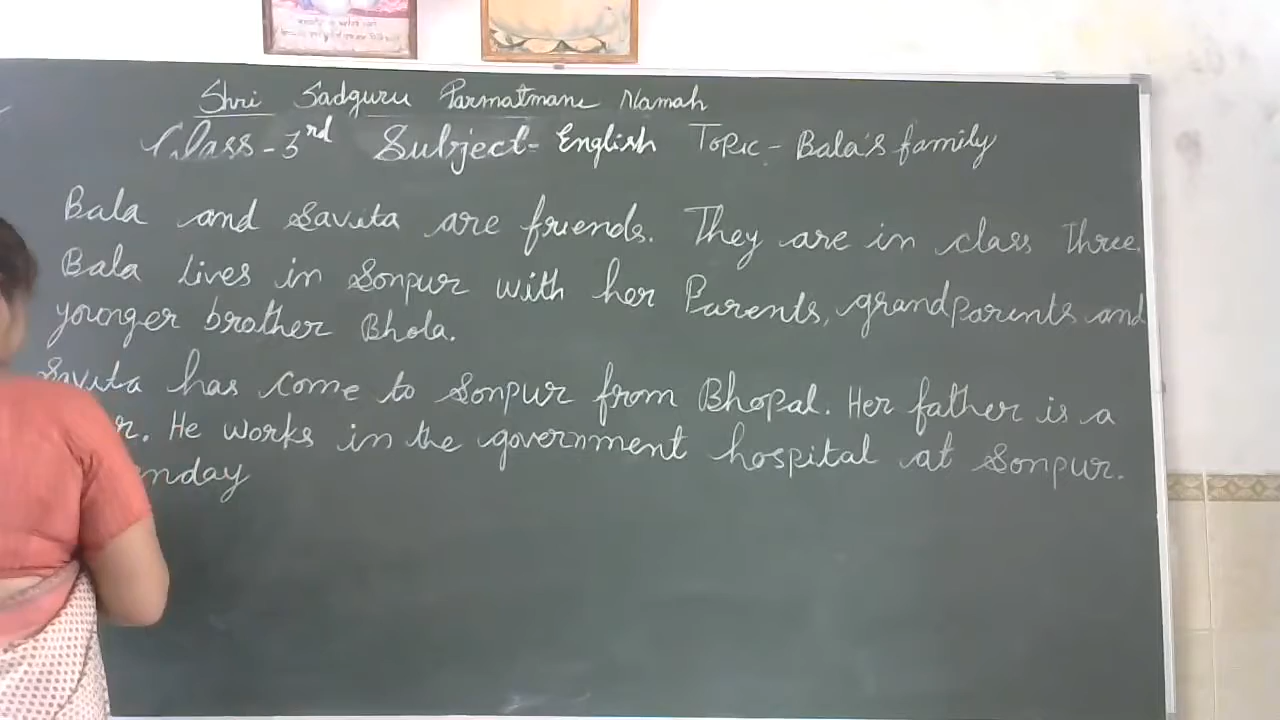 Shri Sadguru Parmatmane Namah
Class - 3rd Subject - English Topic - Bala's family
Bala and Savita are friends. They are in class Three.
Bala lives in Sonpur with her Parents, grandparents and
younger brother Bhola.
Savita has come to Sonpur from Bhopal. Her father is a
r. He works in the government hospital at Sonpur.
nday